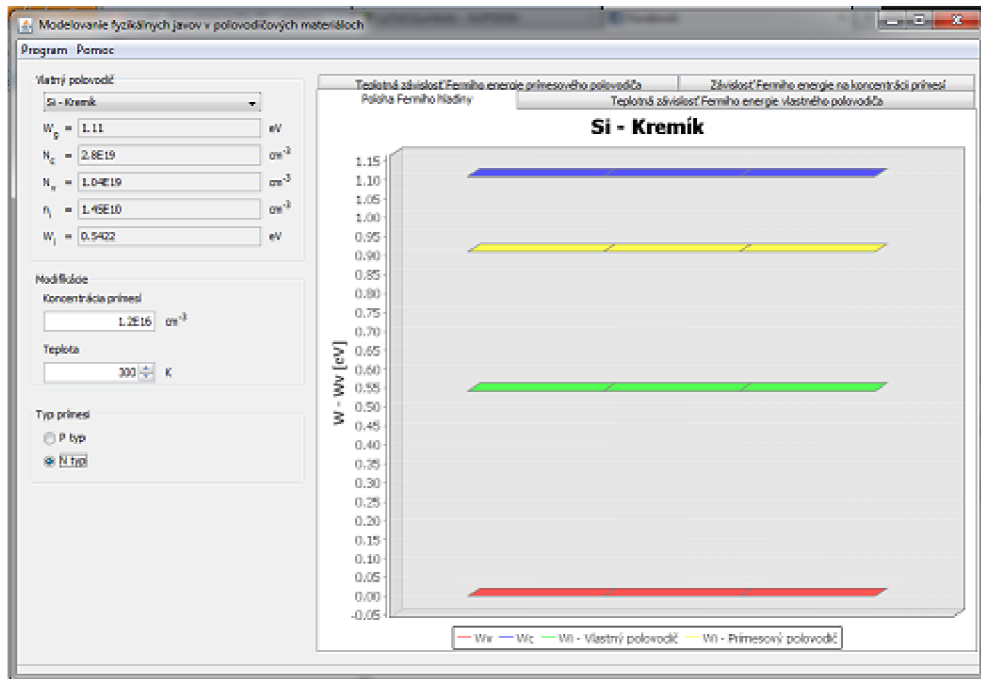 Modelovanie fyzikálnych javov v polovodičových materiáloch
Program Pomoc
Vlatný polovodič
Si - Kremík
Wg = 1.11 eV
Nc = 2.8E19 cm-3
Nv = 1.04E19 cm-3
ni = 1.45E10 cm-3
Wi = 0.5422 eV
Modifikácie
Koncentrácia prímesí
1.2E16 cm-3
Teplota
300 K
Typ prímesi
P typ
N typ
Teplotná závislosť Fermiho energie prímesového polovodiča
Závislosť Fermiho energie na koncentráci prímesí
Poloha Fermiho hladiny
Teplotná závislosť Fermiho energie vlastného polovodiča
Si - Kremík
W - Wv [eV]
1.15
1.10
1.05
1.00
0.95
0.90
0.85
0.80
0.75
0.70
0.65
0.60
0.55
0.50
0.45
0.40
0.35
0.30
0.25
0.20
0.15
0.10
0.05
0.00
-0.05
Wv Wc Wi - Vlastný polovodič Wi - Prímesový polovodič